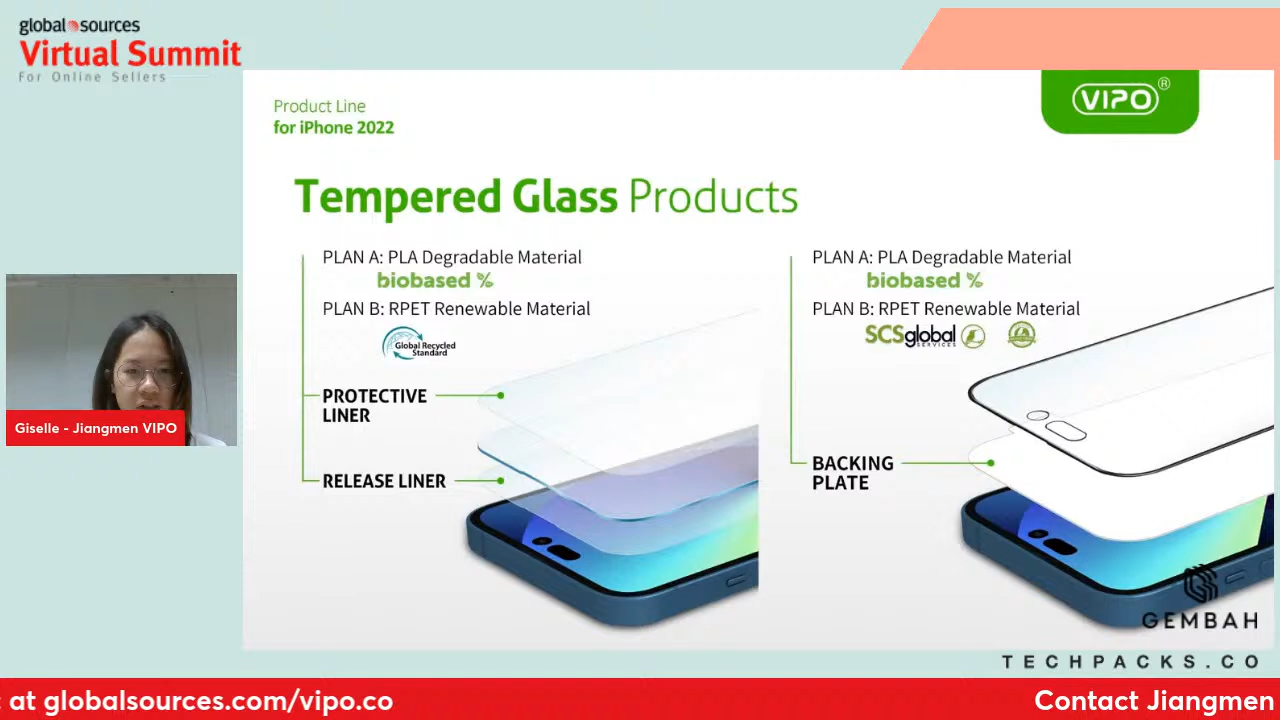 global sources
Virtual Summit
For Online Sellers
Product Line
for iPhone 2022
VIPO®
Tempered Glass Products
PLAN A: PLA Degradable Material
biobased %
PLAN B: RPET Renewable Material
Global Recycled
Standard
PROTECTIVE
LINER
RELEASE LINER
PLAN A: PLA Degradable Material
biobased %
PLAN B: RPET Renewable Material
SCSglobal
SERVICES
BACKING
PLATE
Giselle - Jiangmen VIPO
GEMBAH
TECHPACKS.CO
at globalsources.com/vipo.co
Contact Jiangmen